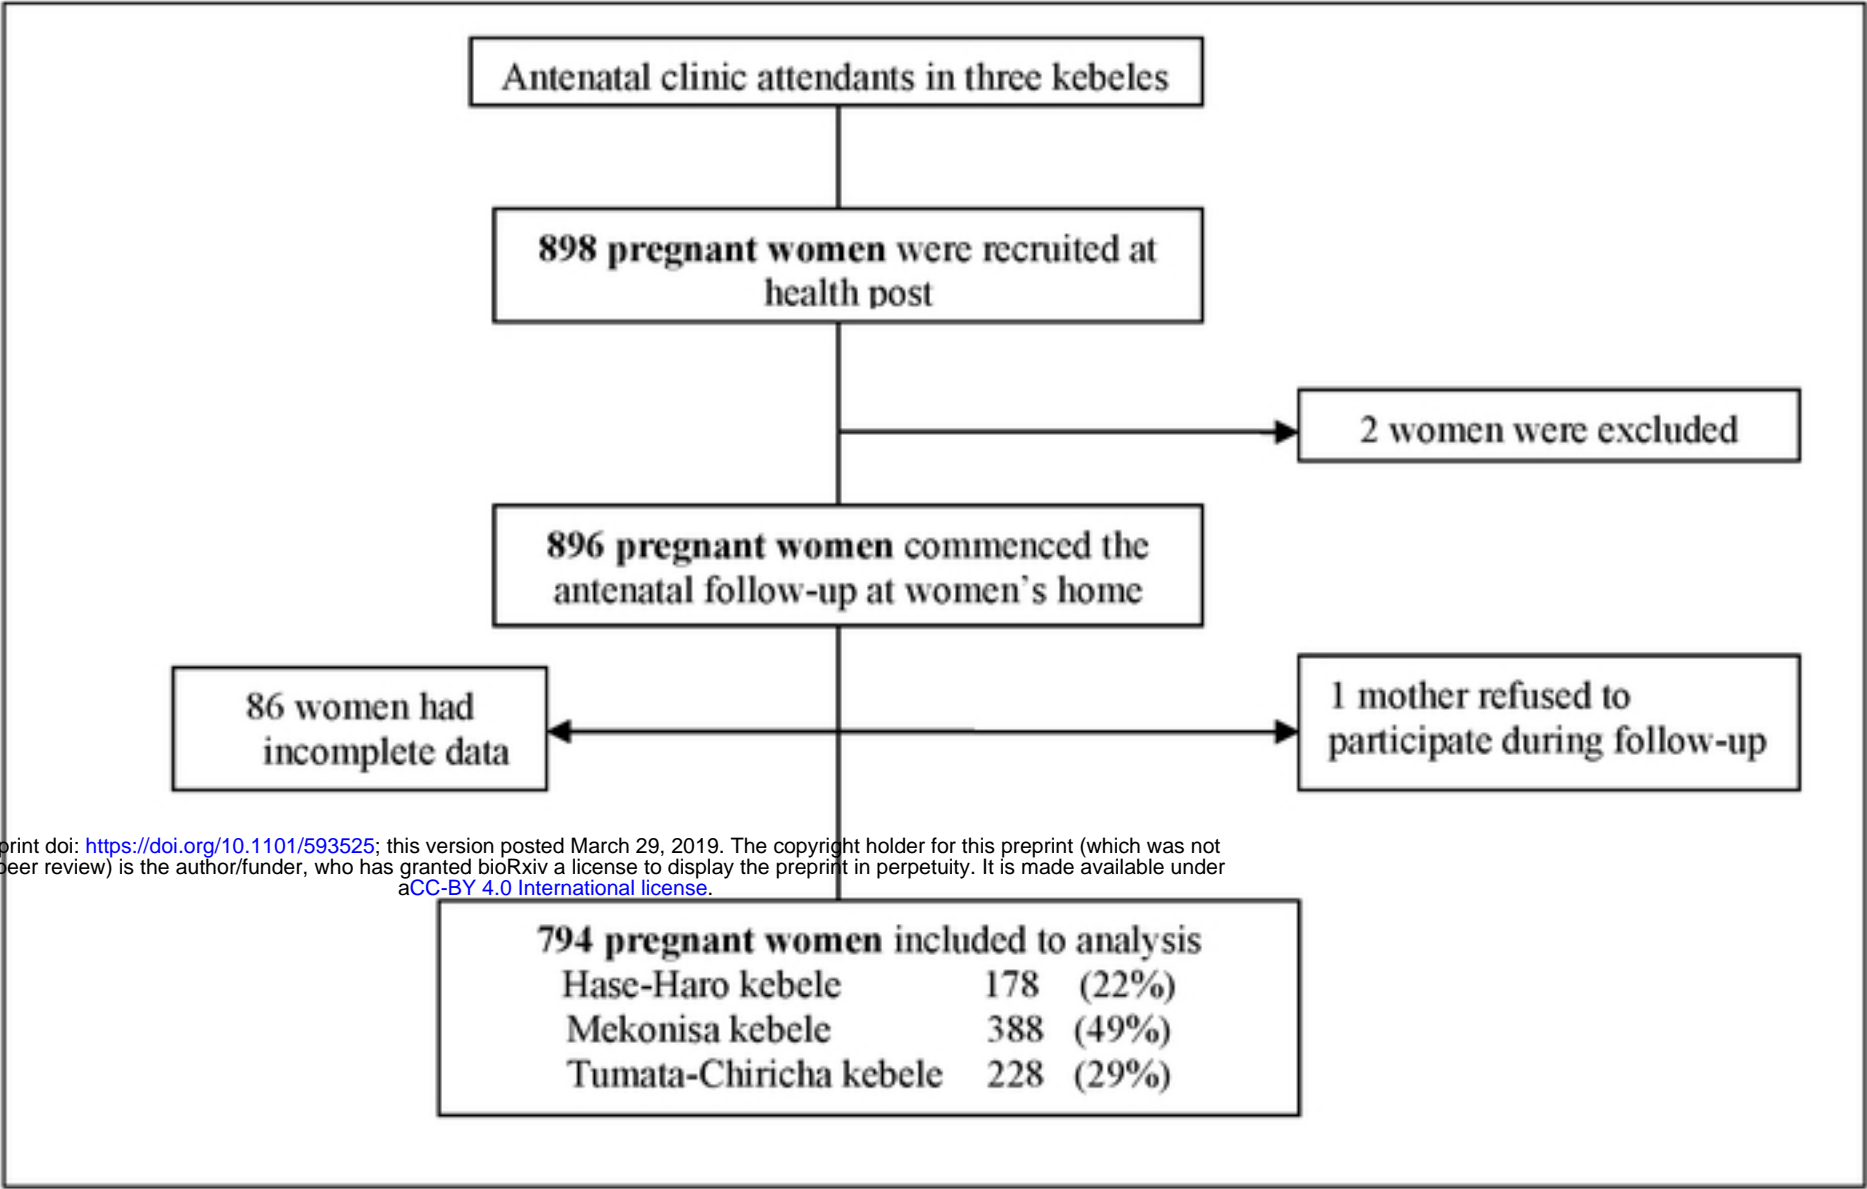 Antenatal clinic attendants in three kebeles
898 pregnant women were recruited at
health post
2 women were excluded
896 pregnant women commenced the
antenatal follow-up at women's home
86 women had
incomplete data
1 mother refused to
participate during follow-up
print doi: https://doi.org/10.1101/593525; this version posted March 29, 2019. The copyright holder for this preprint (which was not
peer review) is the author/funder, who has granted bioRxiv a license to display the preprint in perpetuity. It is made available under
aCC-BY 4.0 International license.
794 pregnant women included to analysis
Hase-Haro kebele 178 (22%)
Mekonisa kebele 388 (49%)
Tumata-Chiricha kebele 228 (29%)